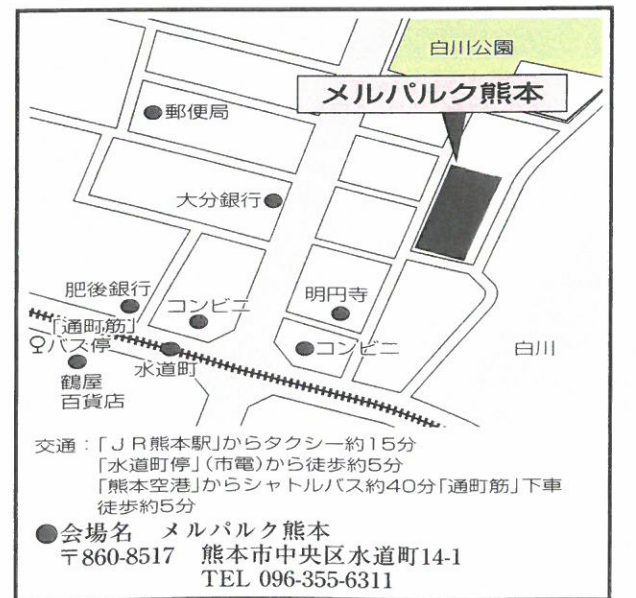 白川公園
メルパルク熊本
●郵便局
大分銀行●
肥後銀行
コンビニ
明円寺
「通町筋」
バス停
●コンビニ
白川
水道町
鶴屋
百貨店
交通：「ＪＲ熊本駅」からタクシー約15分
「水道町停」(市電)から徒歩約5分
「熊本空港」からシャトルバス約40分「通町筋」下車
徒歩約5分
●会場名　メルパルク熊本
〒860-8517　熊本市中央区水道町14-1
TEL 096-355-6311